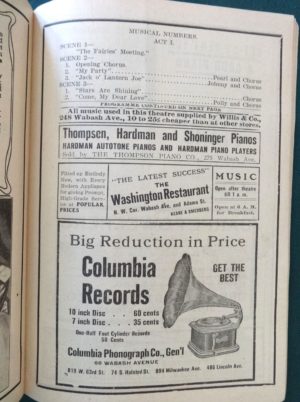 MUSICAL NUMBERS.
ACT I.
SCENE 1—
"The Fairies' Meeting."
SCENE 2—
1. Opening Chorus.
2. "My Party"
3. "Jack o' Lantern Joe" Pearl and Chorus
SCENE 3— Johnny and Chorus
1. "Stars Are Shining"
2. "Come, My Dear Love"
Polly and Chorus
PROGRAMME CONTINUED ON NEXT PAGE
All music used in this theatre supplied by Willis & Co.,
248 Wabash Ave., 10 to 25% cheaper than at other stores.
Thompsen, Hardman and Shoninger Pianos
HARDMAN AUTOTONE PIANOS AND HARDMAN PIANO PLAYERS
Sold by THE THOMPSON PIANO CO., 275 Wabash Ave.,
Fitted up Entirely
New, with Every
Modern Appliance
for giving Prompt,
High-Grade Serv-
ice at POPULAR
PRICES
"THE LATEST SUCCESS"
THE
Washington Restaurant
N. W. Cor. Wabash Ave. and Adams St.
MUSIC
Open after theatre
till 1 a. m.
Open at 6 A. M.
for Breakfast.
Big Reduction in Price
Columbia
Records
GET THE
BEST
10 inch Disc . . 60 cents
7 inch Disc . . . 35 cents
One-Half Foot Cylinder Records
50 Cents
Columbia Phonograph Co., Gen'l
88 WABASH AVENUE
813 W. 63rd St. 74 S. Halsted St. 804 Milwaukee Ave. 496 Lincoln Ave.